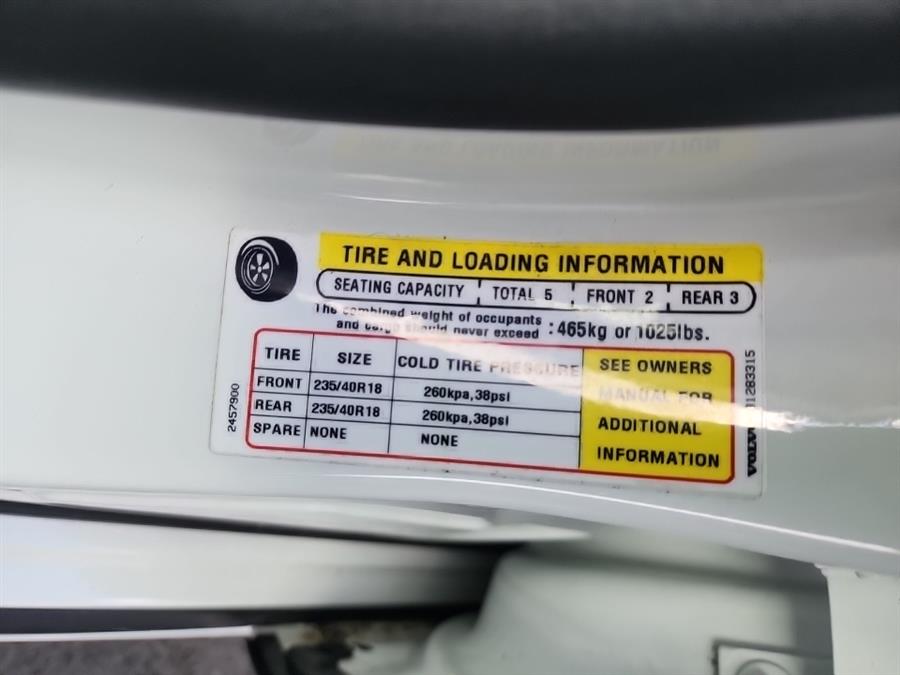 TIRE AND LOADING INFORMATION
SEATING CAPACITY TOTAL 5 FRONT 2 REAR 3
The combined weight of occupants
and cargo should never exceed : 465kg or 1025lbs.
TIRE SIZE COLD TIRE PRESSURE
FRONT 235/40R18 260kpa,38psi
REAR 235/40R18 260kpa,38psi
SPARE NONE NONE
SEE OWNERS
MANUAL FOR
ADDITIONAL
INFORMATION
2457900
VOLVO 31283315